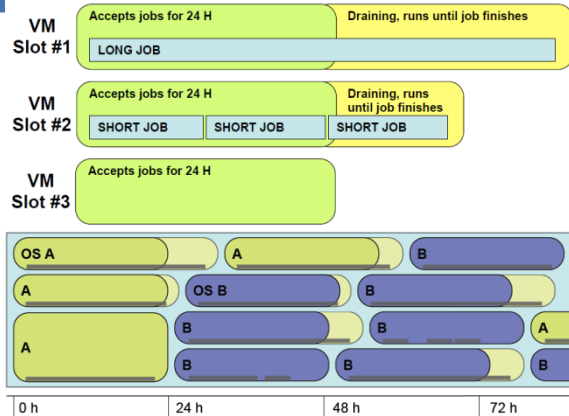 VM
Slot #1
Accepts jobs for 24 H
Draining, runs until job finishes
LONG JOB
VM
Slot #2
Accepts jobs for 24 H
Draining, runs
until job finishes
SHORT JOB
SHORT JOB
SHORT JOB
VM
Slot #3
Accepts jobs for 24 H
OS A
A
B
A
OS B
B
A
B
B
A
B
B
B
0 h
24 h
48 h
72 h